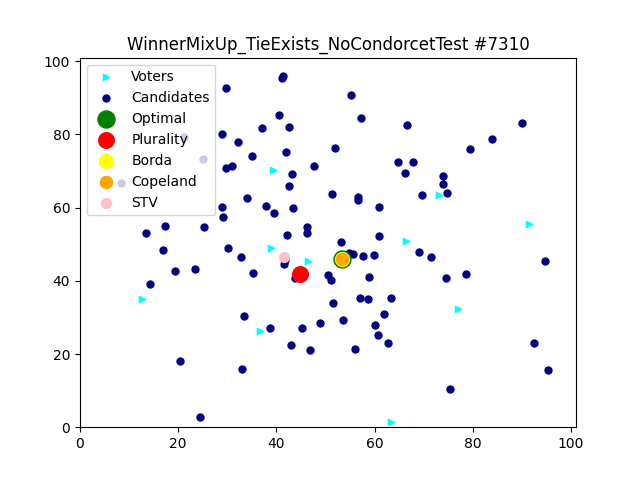 WinnerMixUp_TieExists_NoCondorcetTest #7310
100
80
60
40
20
0
0 20 40 60 80 100
Voters
Candidates
Optimal
Plurality
Borda
Copeland
STV